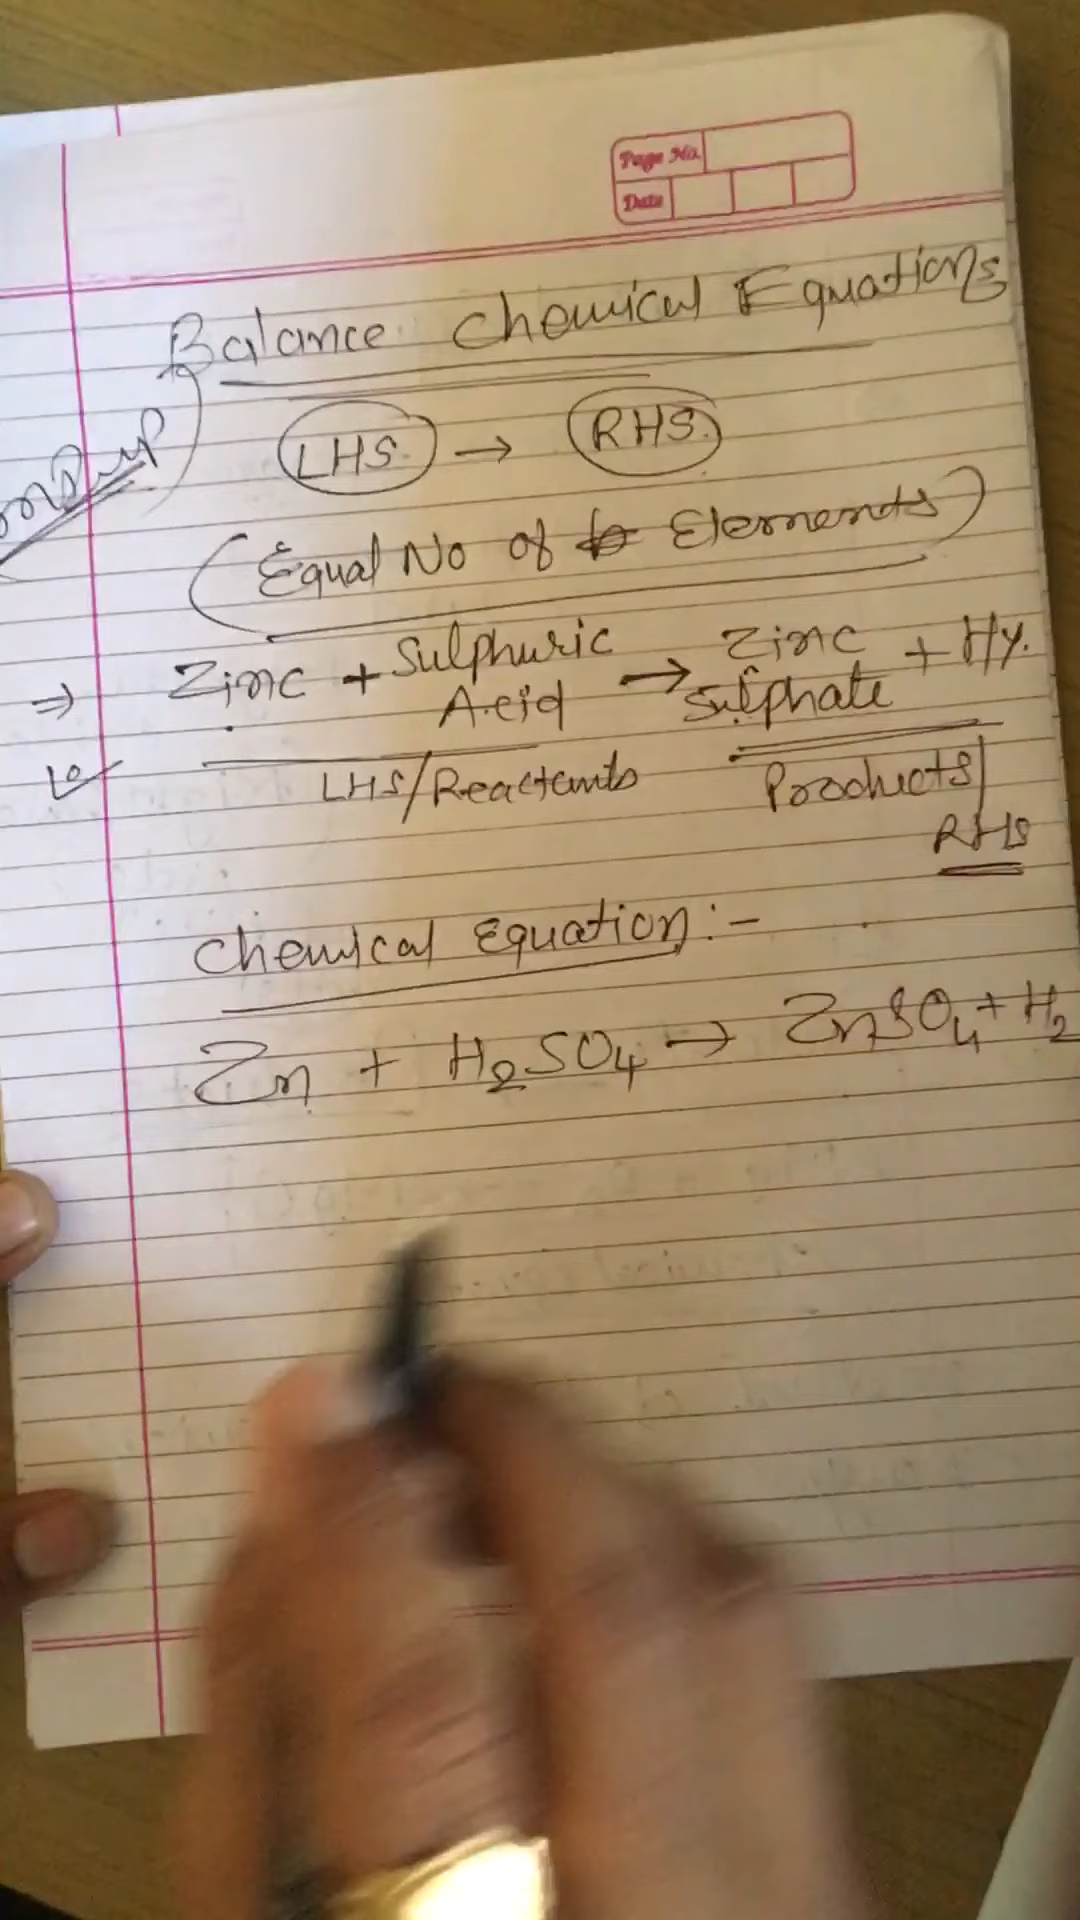 Page No.
Date
Balance Chemical Equations
LHS. → RHS.
(Equal No of Elements)
⇒ Zinc + Sulphuric Acid → Zinc Sulphate + Hy.
LHS/Reactants
Products/
RHS
Chemical Equation:-
Zn + H₂SO₄ → ZnSO₄ + H₂